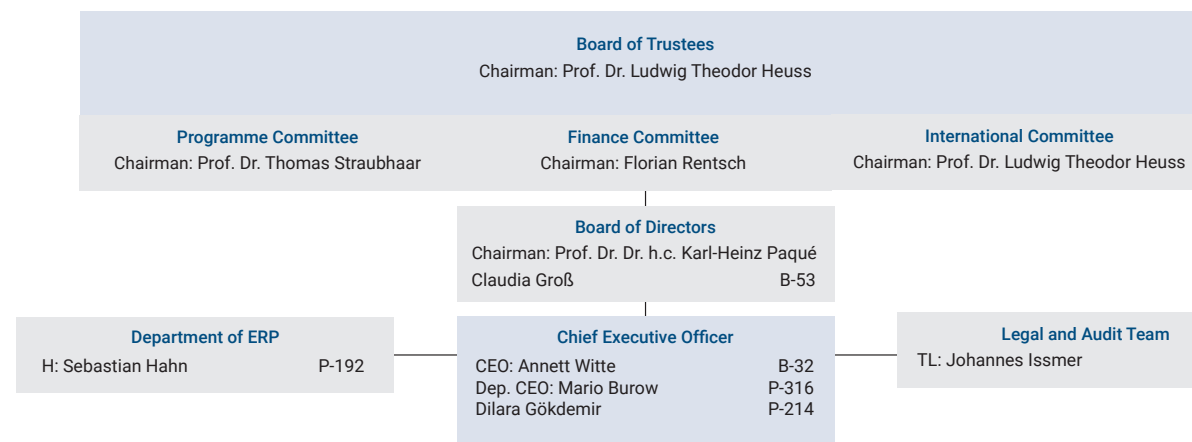 Board of Trustees
Chairman: Prof. Dr. Ludwig Theodor Heuss
Programme Committee
Chairman: Prof. Dr. Thomas Straubhaar
Finance Committee
Chairman: Florian Rentsch
International Committee
Chairman: Prof. Dr. Ludwig Theodor Heuss
Board of Directors
Chairman: Prof. Dr. Dr. h.c. Karl-Heinz Paqué
Claudia Groß B-53
Department of ERP
H: Sebastian Hahn P-192
Chief Executive Officer
CEO: Annett Witte B-32
Dep. CEO: Mario Burow P-316
Dilara Gökdemir P-214
Legal and Audit Team
TL: Johannes Issmer